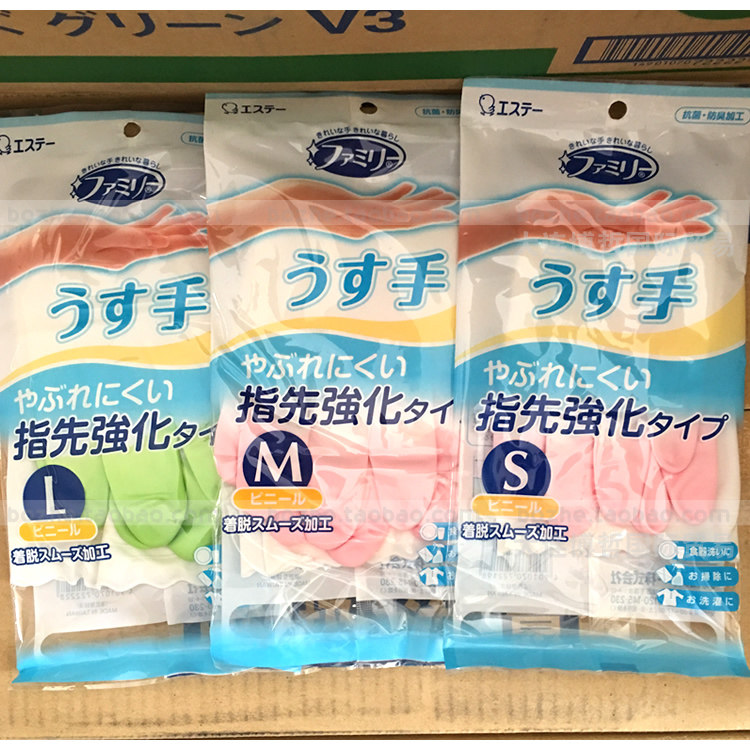 グリーン V3
エステー
きれいな手 きれいな暮らし
ファミリー
うす手
やぶれにくい
指先強化タイ
L
ビニール
着脱スムーズ加工
エステー
抗菌・防臭
きれいな手 きれいな暮らし
ファミリー
うす手
やぶれにくい
指先強化タイ
M
ビニール
着脱スムーズ加工
エステー
抗菌・防臭加工
きれいな手 きれいな暮らし
ファミリー
うす手
やぶれにくい
指先強化タイプ
S
ビニール
着脱スムーズ加工
食器洗いに
お掃除に
お洗濯に